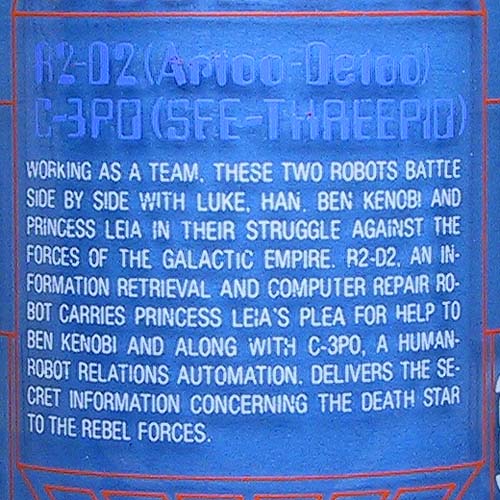 R2-D2 (Artoo-Detoo)
C-3PO (SEE-THREEPIO)
WORKING AS A TEAM, THESE TWO ROBOTS BATTLE
SIDE BY SIDE WITH LUKE, HAN, BEN KENOBI AND
PRINCESS LEIA IN THEIR STRUGGLE AGAINST THE
FORCES OF THE GALACTIC EMPIRE. R2-D2, AN IN-
FORMATION RETRIEVAL AND COMPUTER REPAIR RO-
BOT CARRIES PRINCESS LEIA'S PLEA FOR HELP TO
BEN KENOBI AND ALONG WITH C-3PO, A HUMAN-
ROBOT RELATIONS AUTOMATION, DELIVERS THE SE-
CRET INFORMATION CONCERNING THE DEATH STAR
TO THE REBEL FORCES.